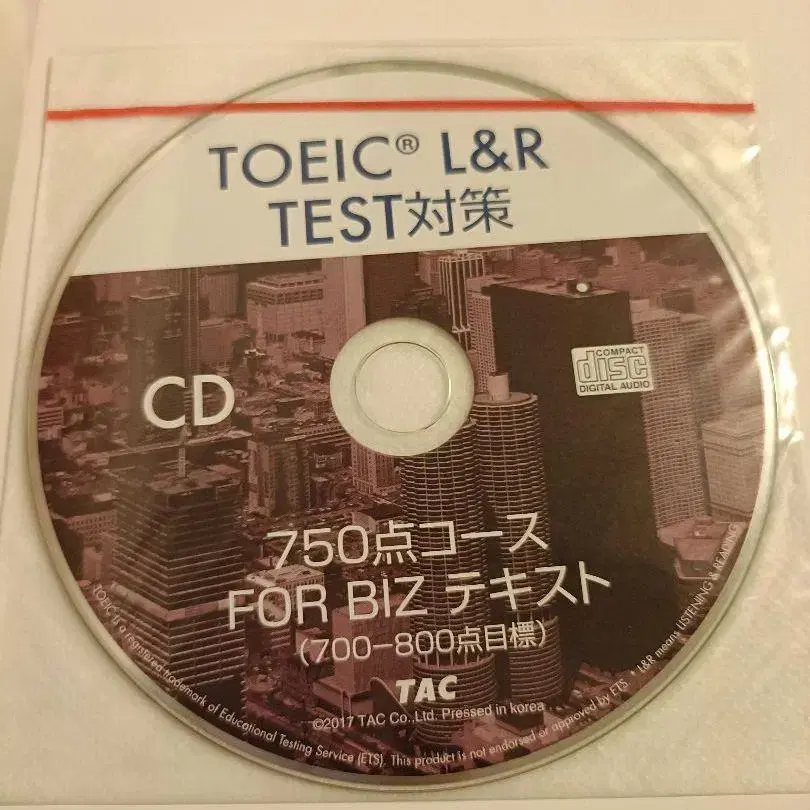 TOEIC® L&R
TEST対策
COMPACT
disc
DIGITAL AUDIO
CD
750点コース
FOR BIZ テキスト
(700−800点目標)
TAC
©2017 TAC Co.,Ltd. Pressed in korea
TOEIC is a registered trademark of Educational Testing Service (ETS). This product is not endorsed or approved by ETS. * L&R means LISTENING & READING